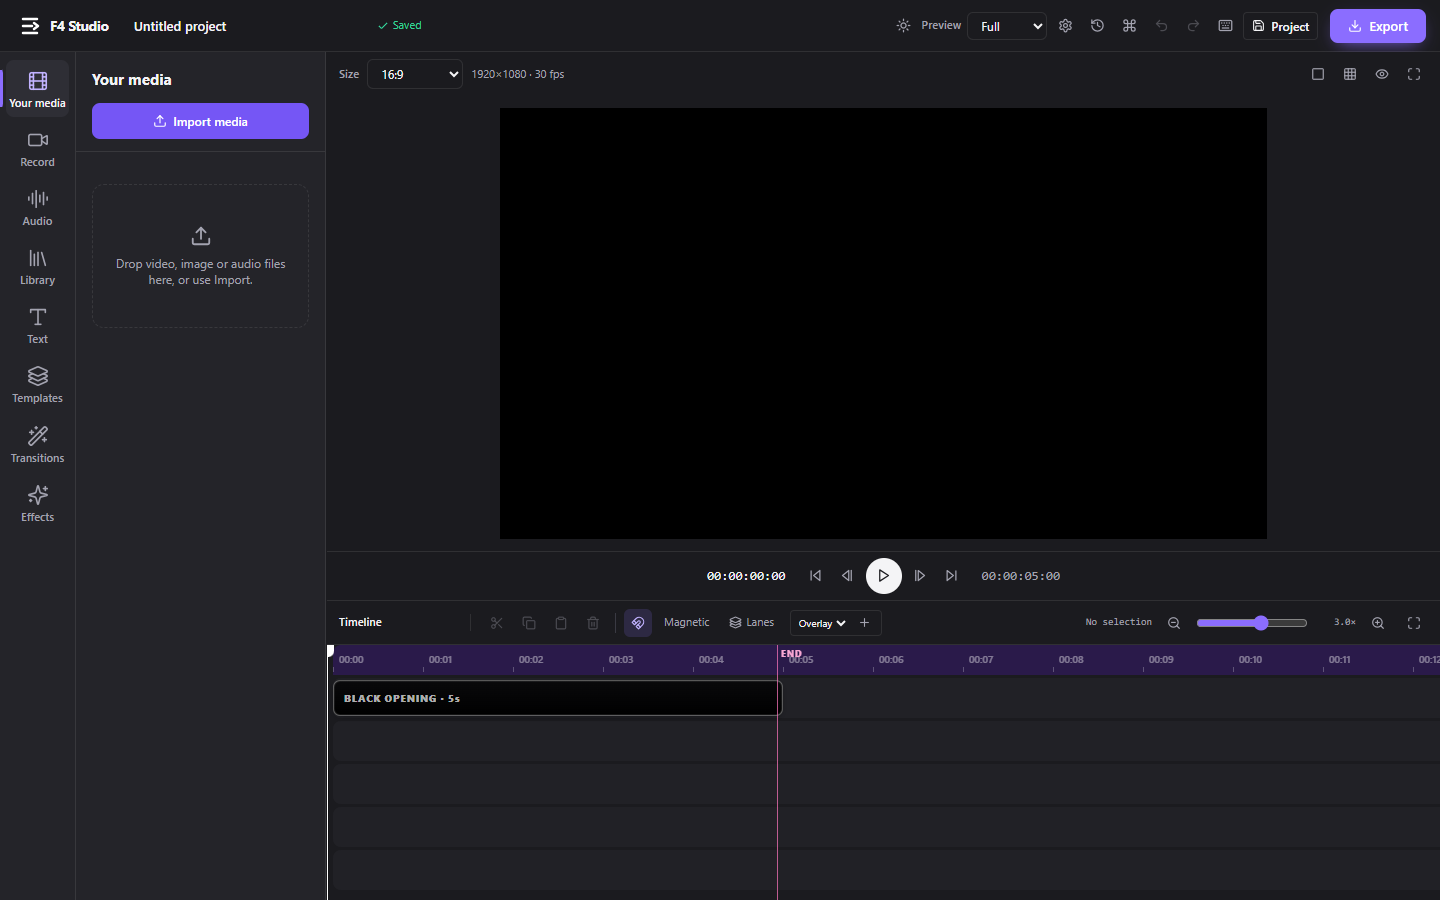 F4 Studio
Untitled project
Saved
Preview
Full
Project
Export
Your media
Record
Audio
Library
Text
Templates
Transitions
Effects
Your media
Import media
Drop video, image or audio files
here, or use Import.
Size
16:9
1920×1080 · 30 fps
00:00:00:00
00:00:05:00
Timeline
Magnetic
Lanes
Overlay
No selection
3.0×
END
00:00 00:01 00:02 00:03 00:04 00:05 00:06 00:07 00:08 00:09 00:10 00:11 00:12
BLACK OPENING · 5s